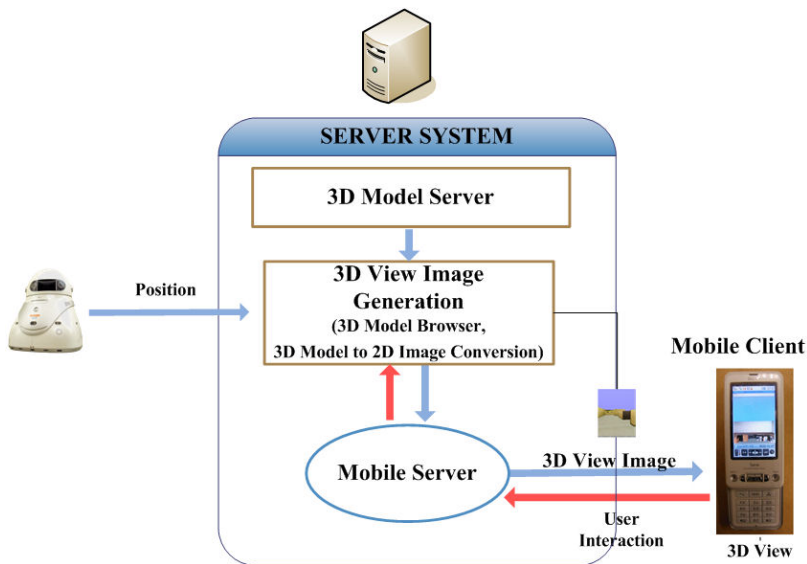 SERVER SYSTEM
3D Model Server
3D View Image
Generation
(3D Model Browser,
3D Model to 2D Image Conversion)
Position
Mobile Client
Mobile Server
3D View Image
User
Interaction
3D View